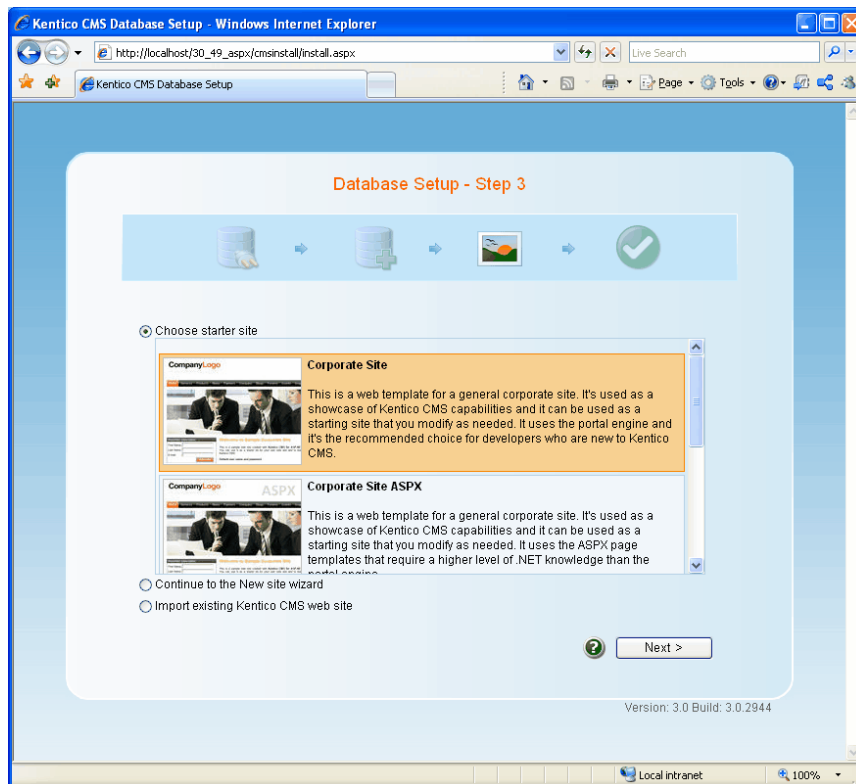 Kentico CMS Database Setup - Windows Internet Explorer
http://localhost/30_49_aspx/cmsinstall/install.aspx
Live Search
Kentico CMS Database Setup
Page
Tools
Database Setup - Step 3
Choose starter site
CompanyLogo
Corporate Site
This is a web template for a general corporate site. It's used as a
showcase of Kentico CMS capabilities and it can be used as a
starting site that you modify as needed. It uses the portal engine and
it's the recommended choice for developers who are new to Kentico
CMS.
CompanyLogo
ASPX
Corporate Site ASPX
This is a web template for a general corporate site. It's used as a
showcase of Kentico CMS capabilities and it can be used as a
starting site that you modify as needed. It uses the ASPX page
templates that require a higher level of .NET knowledge than the
portal engine.
Continue to the New site wizard
Import existing Kentico CMS web site
Next >
Version: 3.0 Build: 3.0.2944
Local intranet
100%